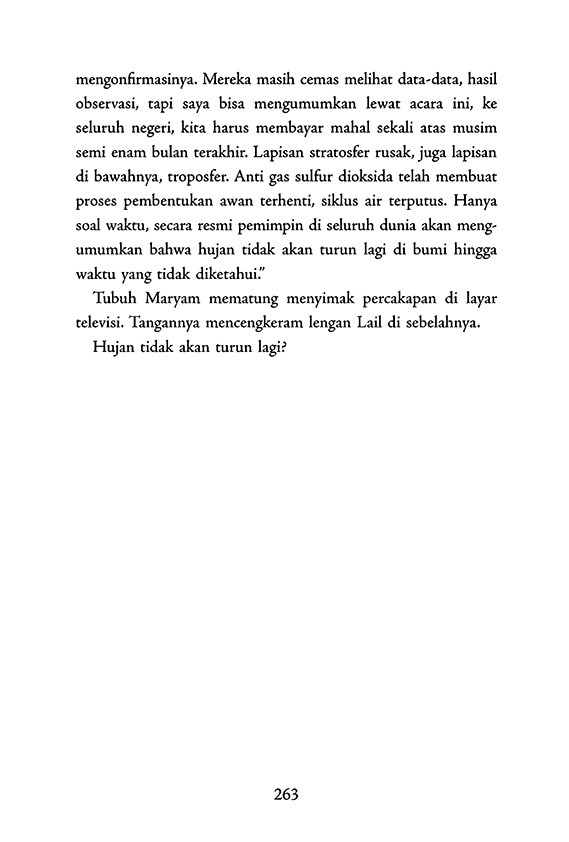 mengonfirmasinya. Mereka masih cemas melihat data-data, hasil
observasi, tapi saya bisa mengumumkan lewat acara ini, ke
seluruh negeri, kita harus membayar mahal sekali atas musim
semi enam bulan terakhir. Lapisan stratosfer rusak, juga lapisan
di bawahnya, troposfer. Anti gas sulfur dioksida telah membuat
proses pembentukan awan terhenti, siklus air terputus. Hanya
soal waktu, secara resmi pemimpin di seluruh dunia akan meng-
umumkan bahwa hujan tidak akan turun lagi di bumi hingga
waktu yang tidak diketahui.”
Tubuh Maryam mematung menyimak percakapan di layar
televisi. Tangannya mencengkeram lengan Lail di sebelahnya.
Hujan tidak akan turun lagi?
263